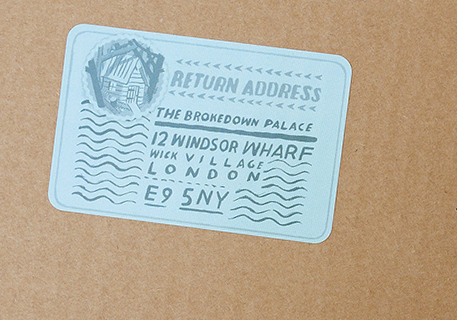 RETURN ADDRESS
THE BROKEDOWN PALACE
12 WINDSOR WHARF
WICK VILLAGE
LONDON
E9 5NY